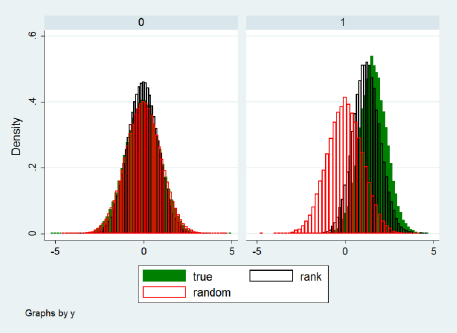 0 1
.6
.4
.2
0
Density
-5 0 5 -5 0 5
true rank
random
Graphs by y